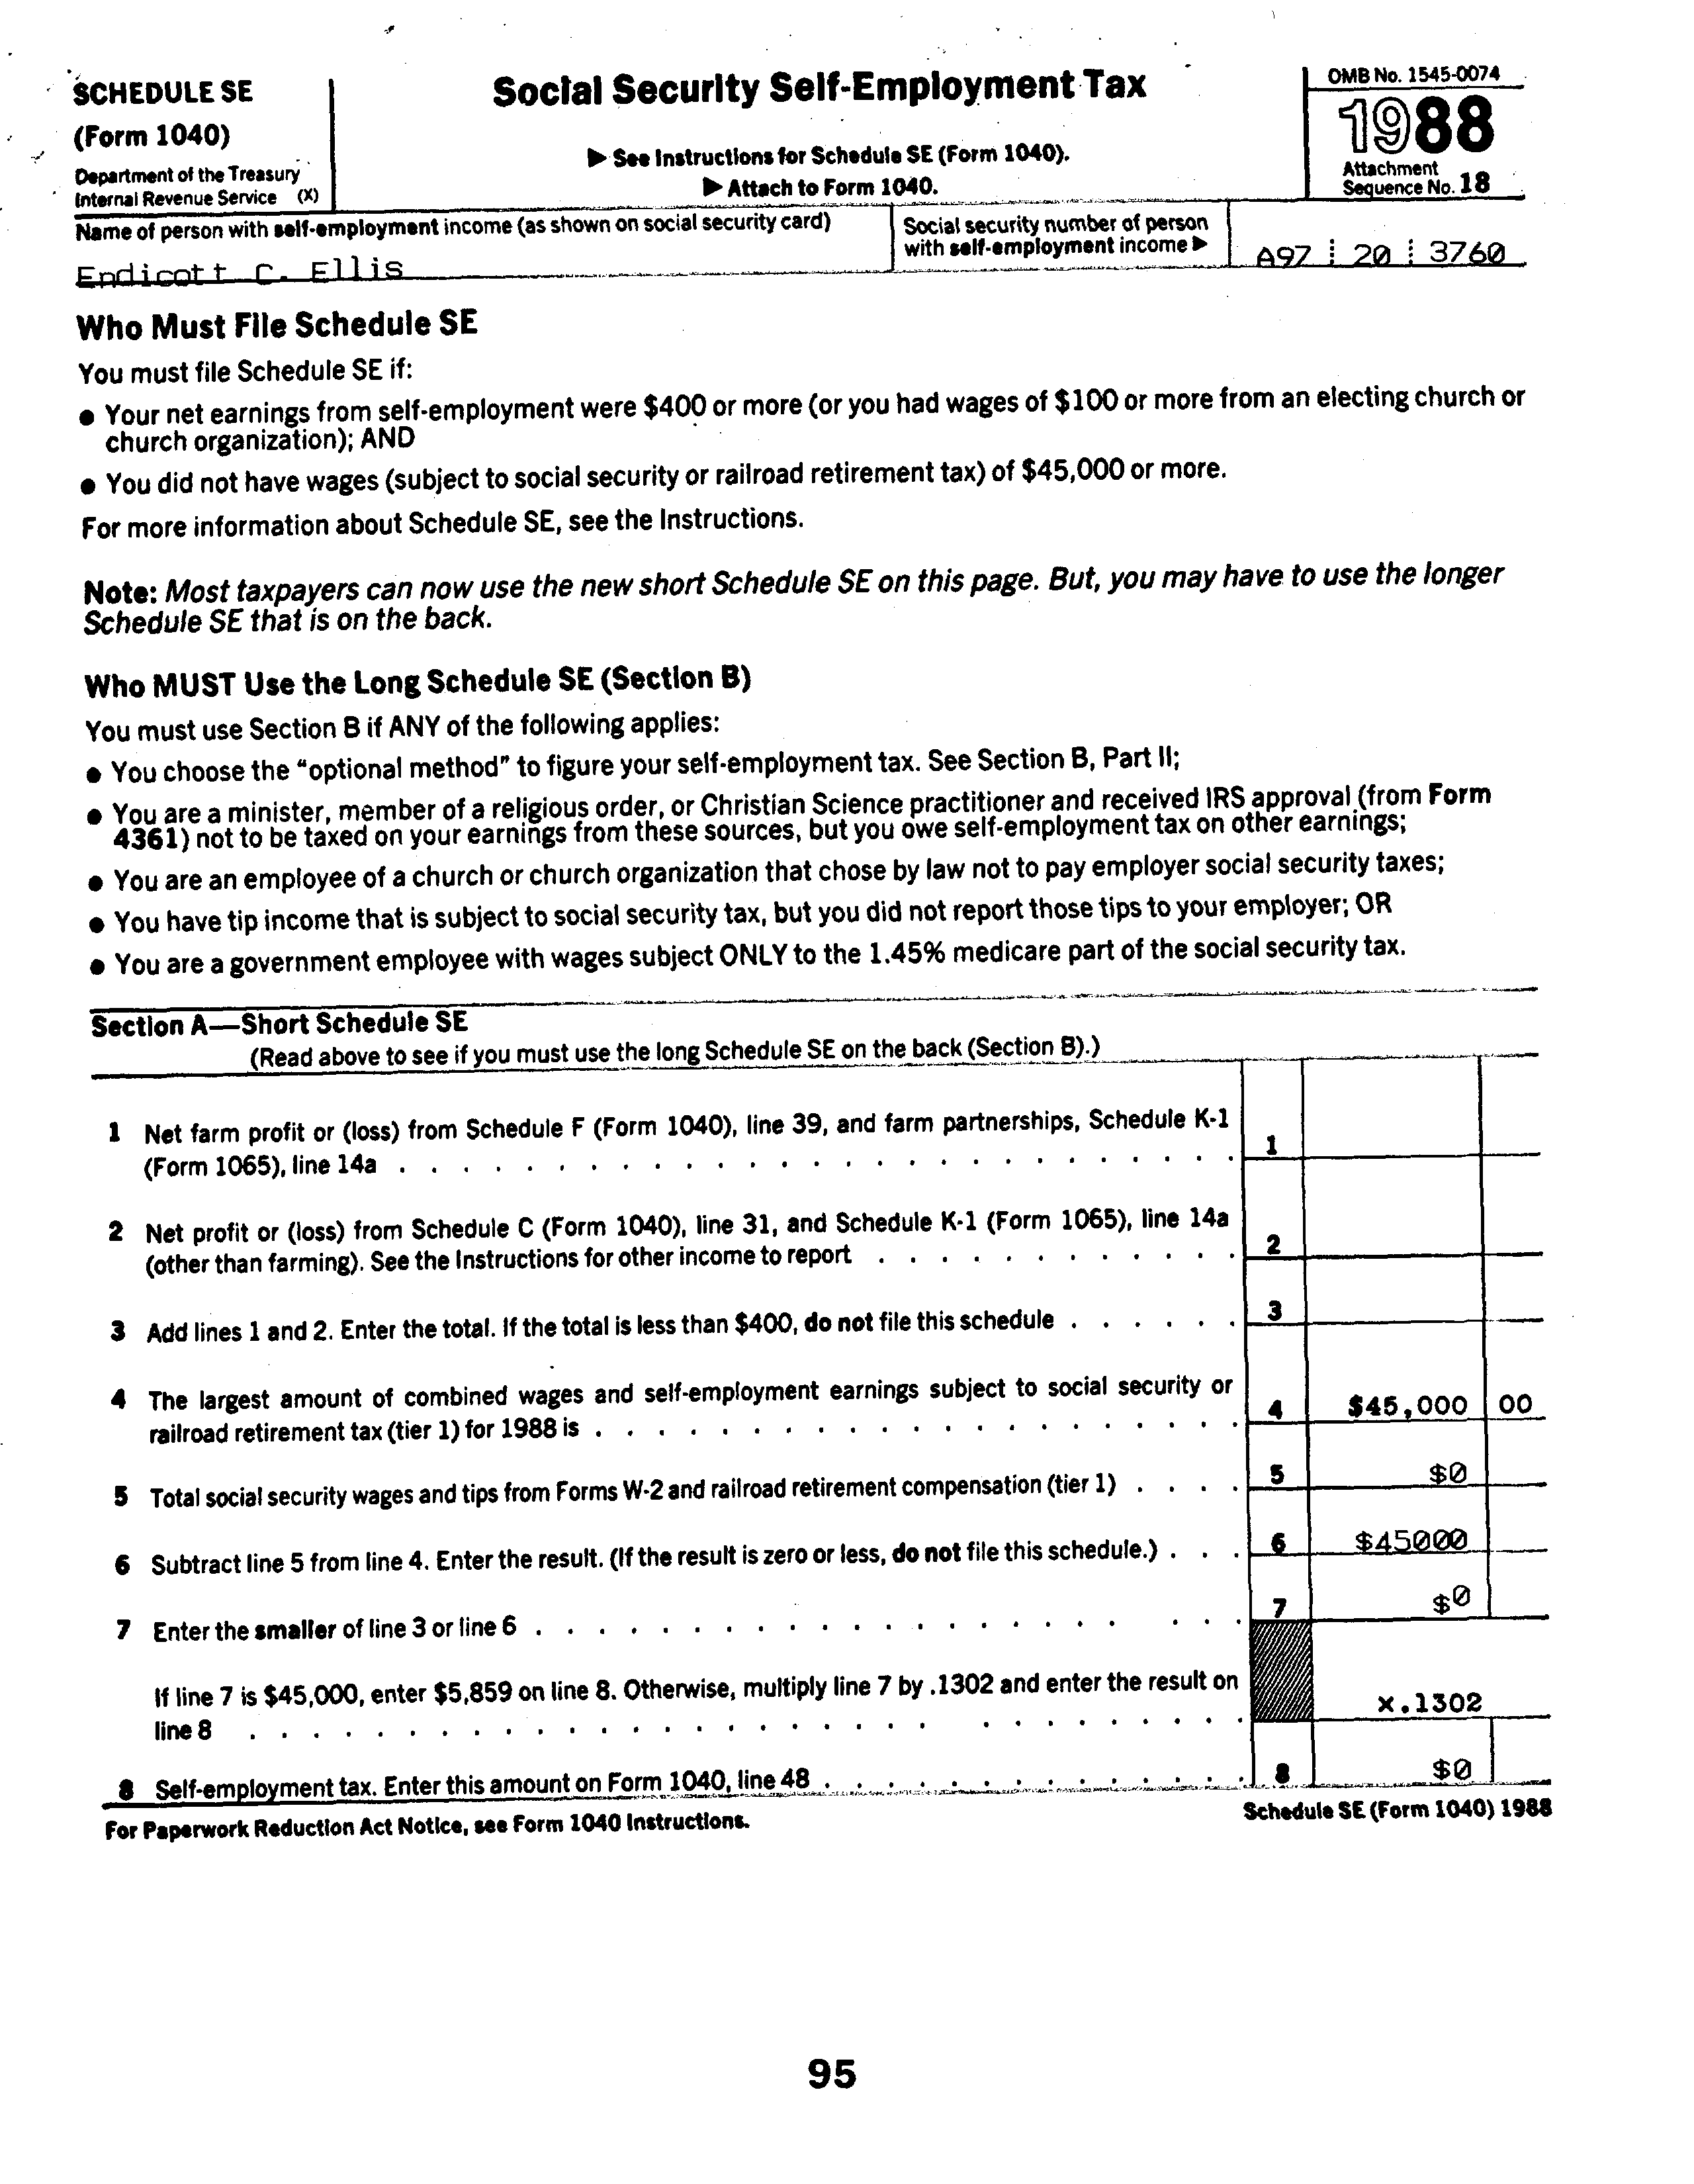 SCHEDULE SE
(Form 1040)
Department of the Treasury
Internal Revenue Service (X)
Social Security Self-Employment Tax
▶ See Instructions for Schedule SE (Form 1040).
▶ Attach to Form 1040.
OMB No. 1545-0074
1988
Attachment
Sequence No. 18
Name of person with self-employment income (as shown on social security card)
Endicott C. Ellis
Social security number of person
with self-employment income ▶
A97 20 3760
Who Must File Schedule SE
You must file Schedule SE if:
● Your net earnings from self-employment were $400 or more (or you had wages of $100 or more from an electing church or
church organization); AND
● You did not have wages (subject to social security or railroad retirement tax) of $45,000 or more.
For more information about Schedule SE, see the Instructions.
Note: Most taxpayers can now use the new short Schedule SE on this page. But, you may have to use the longer
Schedule SE that is on the back.
Who MUST Use the Long Schedule SE (Section B)
You must use Section B if ANY of the following applies:
● You choose the “optional method” to figure your self-employment tax. See Section B, Part II;
● You are a minister, member of a religious order, or Christian Science practitioner and received IRS approval (from Form
4361) not to be taxed on your earnings from these sources, but you owe self-employment tax on other earnings;
● You are an employee of a church or church organization that chose by law not to pay employer social security taxes;
● You have tip income that is subject to social security tax, but you did not report those tips to your employer; OR
● You are a government employee with wages subject ONLY to the 1.45% medicare part of the social security tax.
Section A—Short Schedule SE
(Read above to see if you must use the long Schedule SE on the back (Section B).)
1 Net farm profit or (loss) from Schedule F (Form 1040), line 39, and farm partnerships, Schedule K-1
(Form 1065), line 14a . . . . . . . . . . . . . . . . . . . . . . . . . . . 1
2 Net profit or (loss) from Schedule C (Form 1040), line 31, and Schedule K-1 (Form 1065), line 14a
(other than farming). See the Instructions for other income to report . . . . . . . . . . . . 2
3 Add lines 1 and 2. Enter the total. If the total is less than $400, do not file this schedule . . . . . . 3
4 The largest amount of combined wages and self-employment earnings subject to social security or
railroad retirement tax (tier 1) for 1988 is . . . . . . . . . . . . . . . . . . . . . 4 $45,000 00
5 Total social security wages and tips from Forms W-2 and railroad retirement compensation (tier 1) . . . . 5 $0
6 Subtract line 5 from line 4. Enter the result. (If the result is zero or less, do not file this schedule.) . . . 6 $45000
7 Enter the smaller of line 3 or line 6 . . . . . . . . . . . . . . . . . . . . . . 7 $0
If line 7 is $45,000, enter $5,859 on line 8. Otherwise, multiply line 7 by .1302 and enter the result on
line 8 . . . . . . . . . . . . . . . . . . . . . . . . . . . . . . . x.1302
8 Self-employment tax. Enter this amount on Form 1040, line 48 . . . . . . . . . . . . . . 8 $0
For Paperwork Reduction Act Notice, see Form 1040 Instructions.
Schedule SE (Form 1040) 1988
95